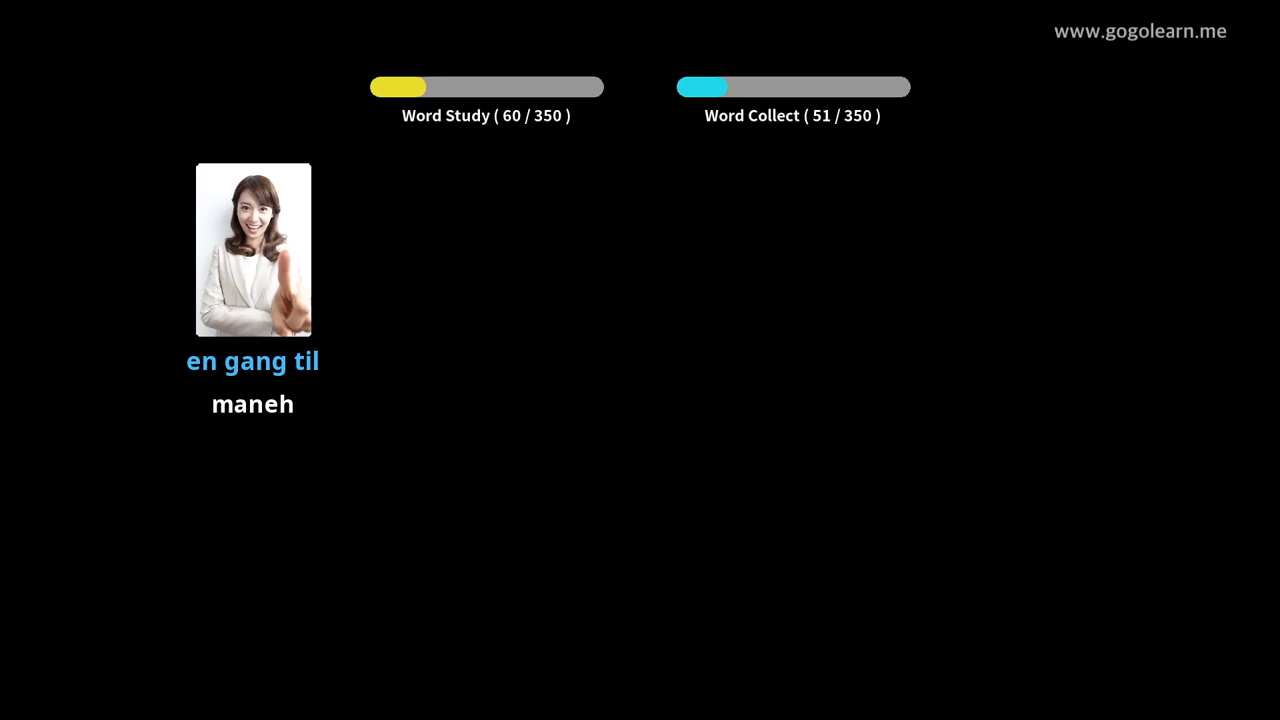 www.gogolearn.me
Word Study ( 60 / 350 )
Word Collect ( 51 / 350 )
en gang til
maneh